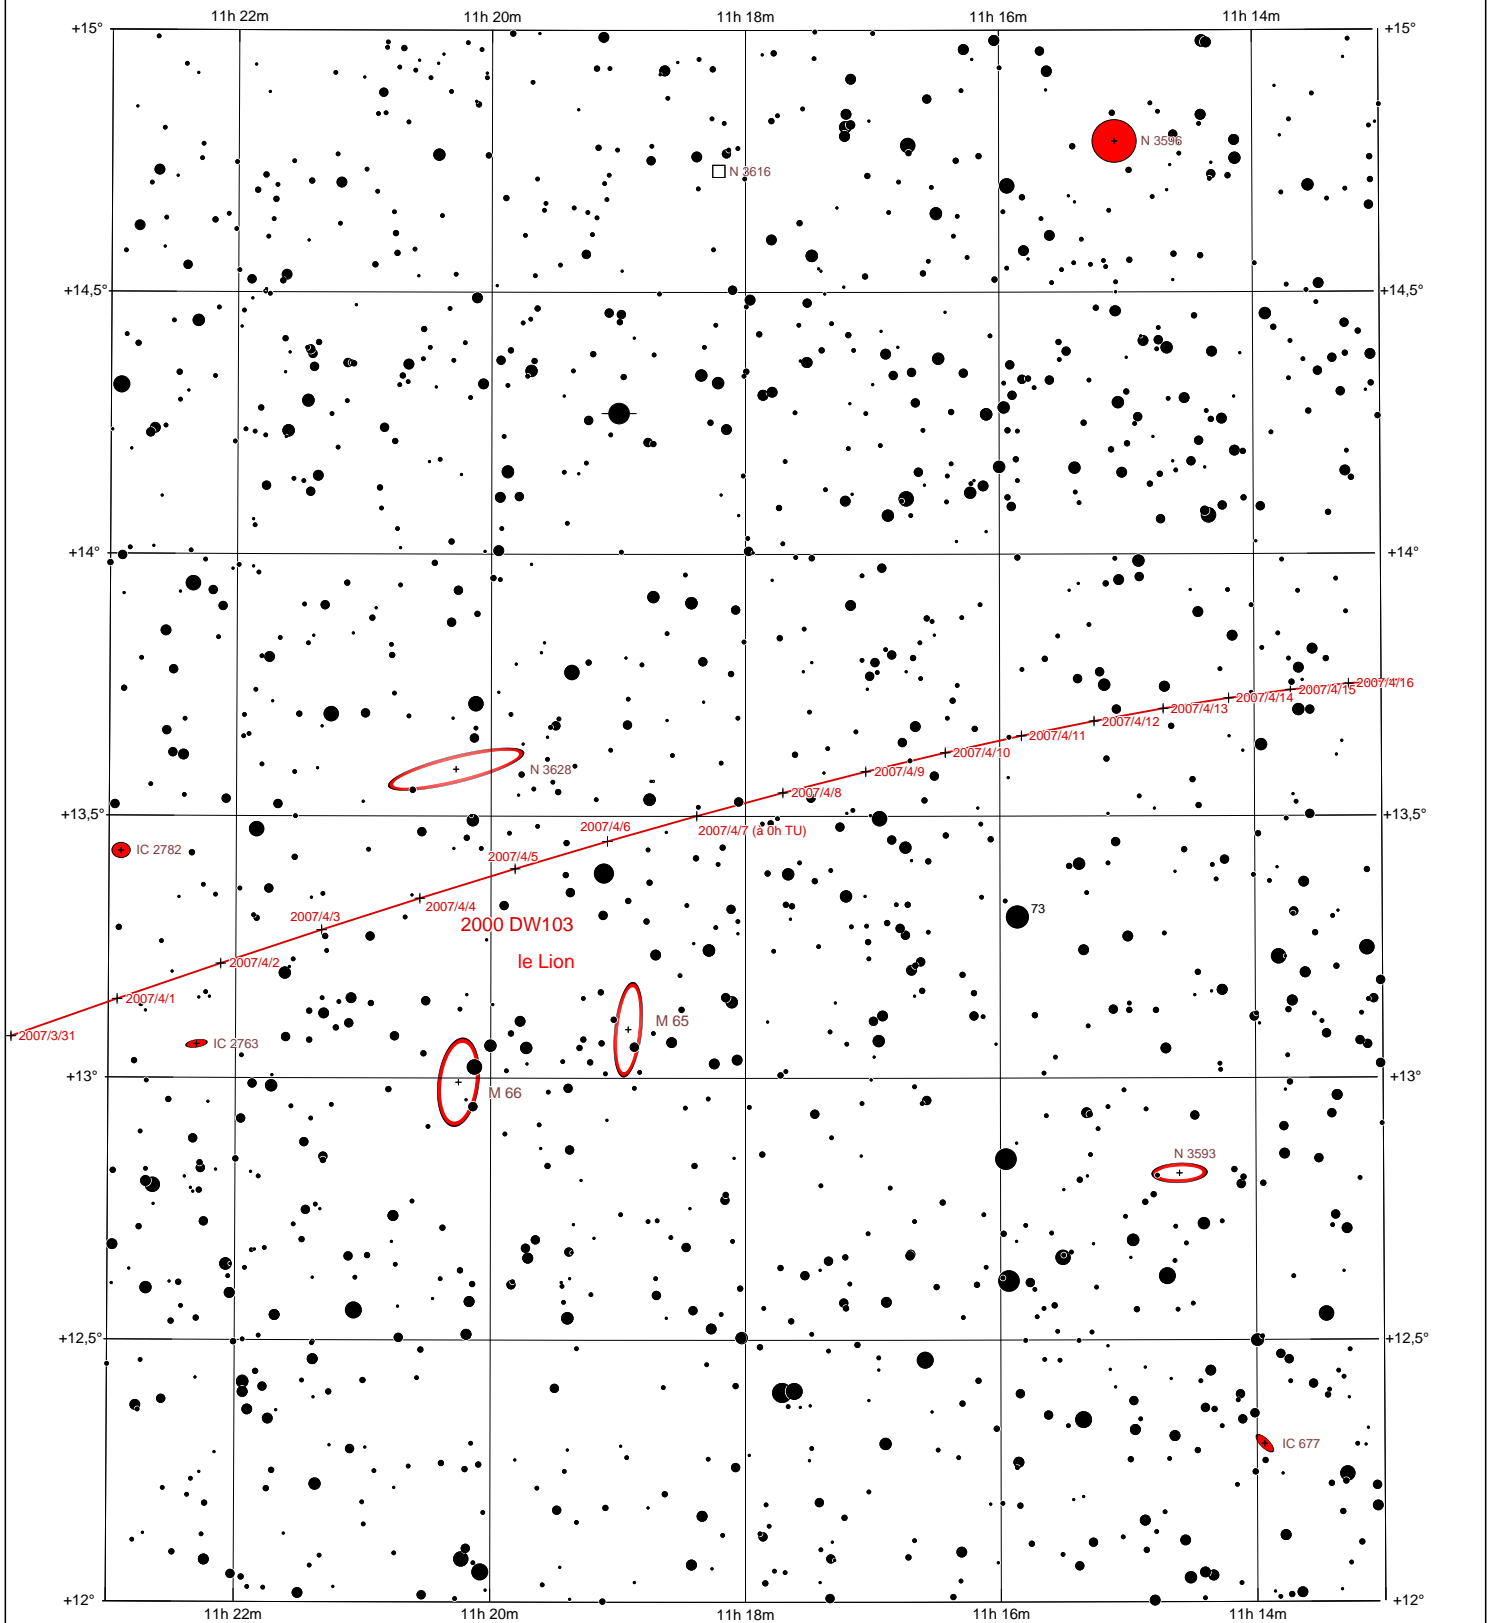 11h 22m 11h 20m 11h 18m 11h 16m 11h 14m
+15° +15°
N 3596
N 3616
+14,5° +14,5°
+14° +14°
2007/4/16
2007/4/15
2007/4/14
2007/4/13
2007/4/12
2007/4/11
2007/4/10
N 3628
2007/4/9
2007/4/8
+13,5° +13,5°
2007/4/6
2007/4/7 (à 0h TU)
IC 2782
2007/4/5
2007/4/4
2007/4/3
73
2000 DW103
le Lion
2007/4/2
2007/4/1
M 65
2007/3/31
IC 2763
+13° +13°
M 66
N 3593
+12,5° +12,5°
IC 677
+12° +12°
11h 22m 11h 20m 11h 18m 11h 16m 11h 14m